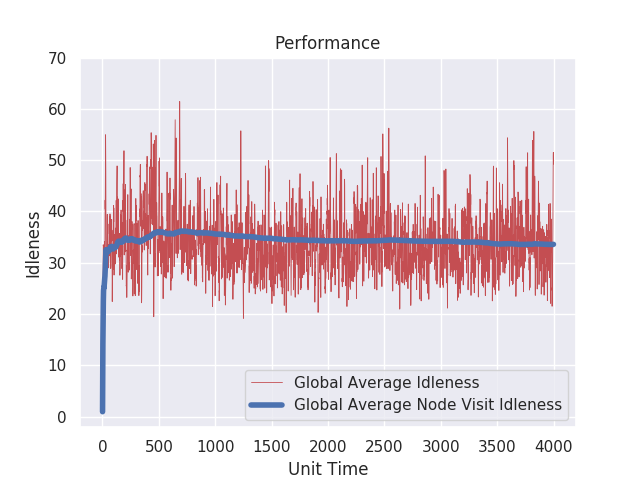 Performance
70
60
50
40
30
20
10
0
Idleness
Global Average Idleness
Global Average Node Visit Idleness
0 500 1000 1500 2000 2500 3000 3500 4000
Unit Time